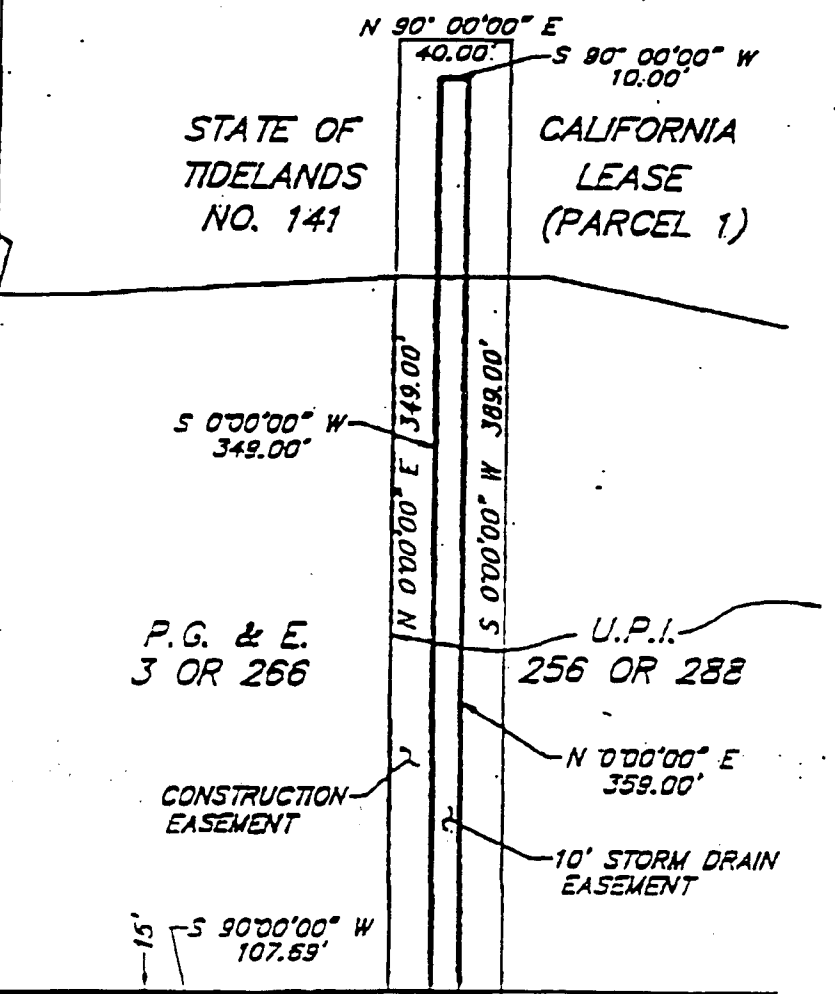 N 90° 00'00" E
40.00'
S 90° 00'00" W
10.00'
STATE OF
TIDELANDS
NO. 141
CALIFORNIA
LEASE
(PARCEL 1)
N 0°00'00" E 349.00'
S 0°00'00" W 389.00'
S 0°00'00" W
349.00'
P.G. & E.
3 OR 266
U.P.I.
256 OR 288
N 0°00'00" E
359.00'
CONSTRUCTION
EASEMENT
10' STORM DRAIN
EASEMENT
15'
S 90°00'00" W
107.69'